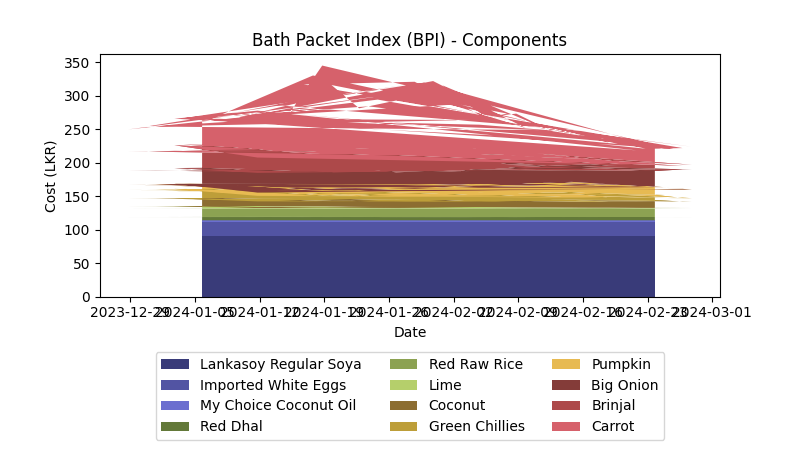 Bath Packet Index (BPI) - Components
Cost (LKR)
350
300
250
200
150
100
50
0
2023-12-29 2024-01-05 2024-01-12 2024-01-19 2024-01-26 2024-02-02 2024-02-09 2024-02-16 2024-02-23 2024-03-01
Date
Lankasoy Regular Soya Red Raw Rice Pumpkin
Imported White Eggs Lime Big Onion
My Choice Coconut Oil Coconut Brinjal
Red Dhal Green Chillies Carrot